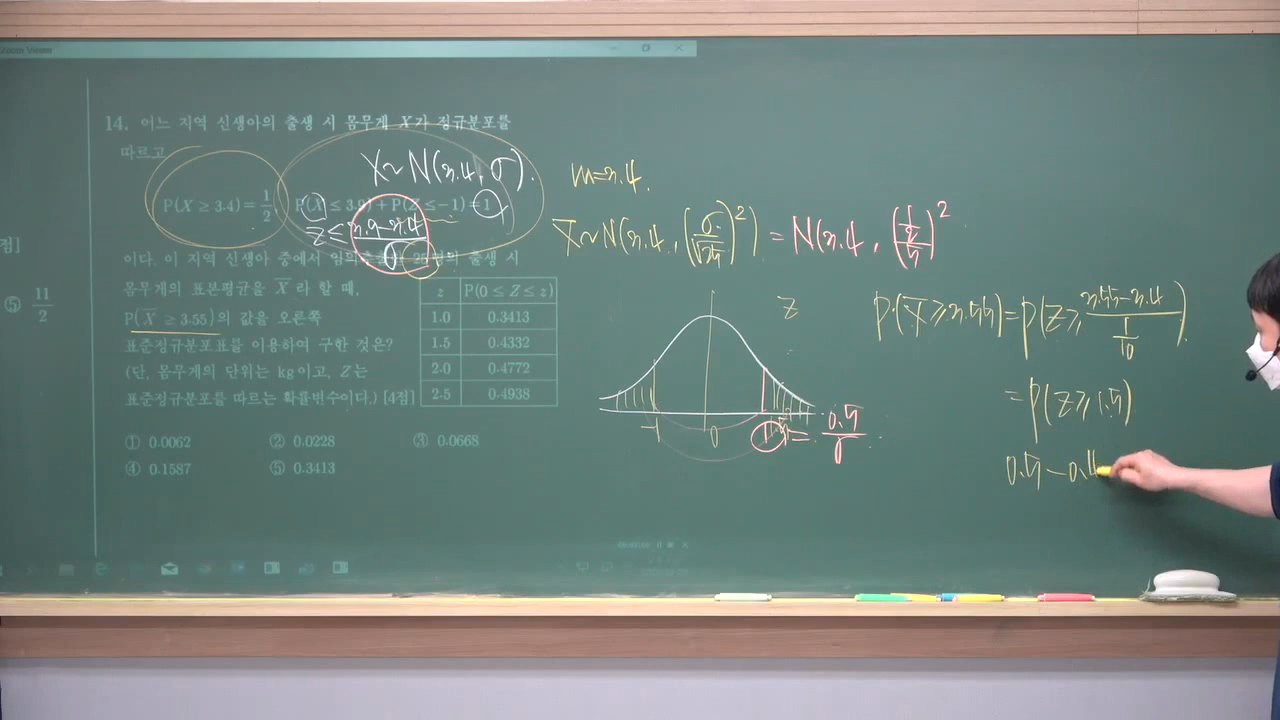 Zoom Viewer
14. 어느 지역 신생아의 출생 시 몸무게 X가 정규분포를
따르고
X~N(3.4, σ).
P(X ≥ 3.4) = 1/2, P(X ≤ 3.9) + P(Z ≤ −1) = 1
Z ≤ (3.9−3.4)/σ
이다. 이 지역 신생아 중에서 임의추출한 25명의 출생 시
몸무게의 표본평균을 X̄ 라 할 때,
P(X̄ ≥ 3.55)의 값을 오른쪽
표준정규분포표를 이용하여 구한 것은?
(단, 몸무게의 단위는 kg이고, Z는
표준정규분포를 따르는 확률변수이다.) [4점]
z P(0 ≤ Z ≤ z)
1.0 0.3413
1.5 0.4332
2.0 0.4772
2.5 0.4938
① 0.0062 ② 0.0228 ③ 0.0668
④ 0.1587 ⑤ 0.3413
점]
⑤ 11/2
m=3.4.
X̄~N(3.4, (σ/√25)²) = N(3.4, ((1/2)/5)²
Z
−1 0 1 = 0.5/σ
P(X̄ ≥ 3.55) = P(Z ≥ (3.55−3.4)/(1/10)).
= P(Z ≥ 1.5)
0.5 − 0.4